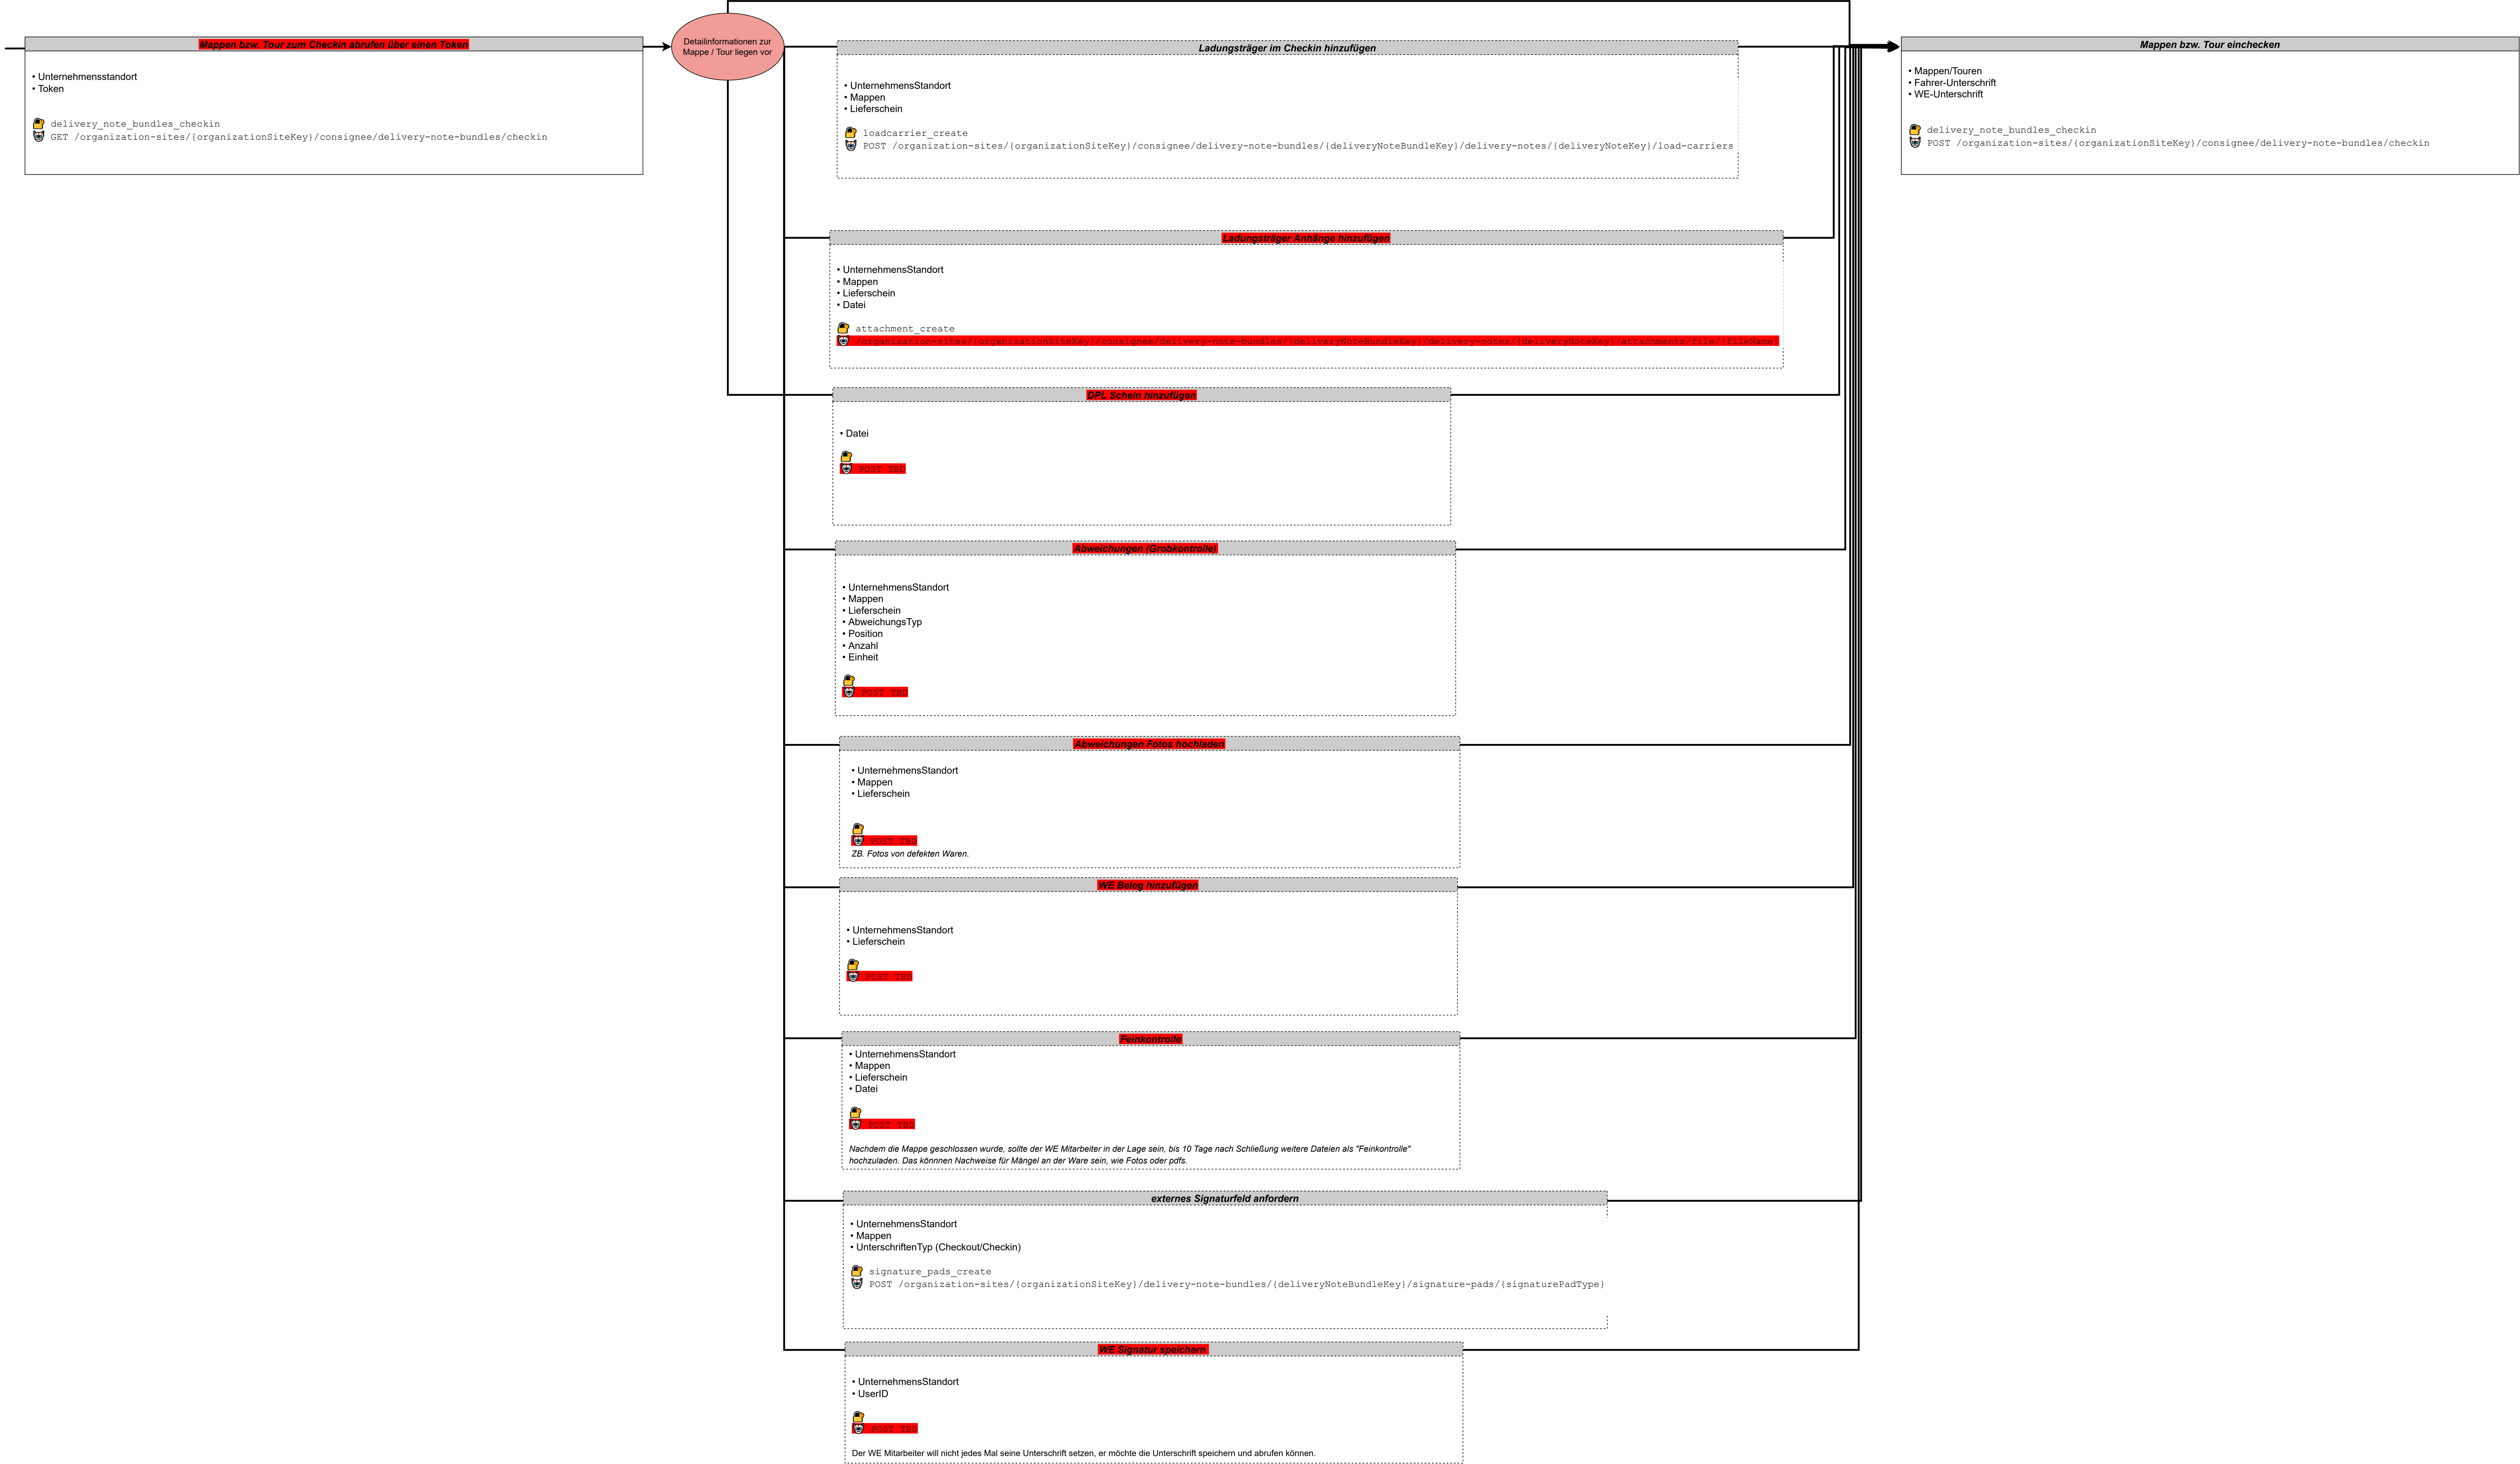 Mappen bzw. Tour zum Checkin abrufen über einen Token
• Unternehmensstandort
• Token
delivery_note_bundles_checkin
GET /organization-sites/{organizationSiteKey}/consignee/delivery-note-bundles/checkin
Detailinformationen zur
Mappe / Tour liegen vor
Ladungsträger im Checkin hinzufügen
• UnternehmensStandort
• Mappen
• Lieferschein
loadcarrier_create
POST /organization-sites/{organizationSiteKey}/consignee/delivery-note-bundles/{deliveryNoteBundleKey}/delivery-notes/{deliveryNoteKey}/load-carriers
Mappen bzw. Tour einchecken
• Mappen/Touren
• Fahrer-Unterschrift
• WE-Unterschrift
delivery_note_bundles_checkin
POST /organization-sites/{organizationSiteKey}/consignee/delivery-note-bundles/checkin
Ladungsträger Anhänge hinzufügen
• UnternehmensStandort
• Mappen
• Lieferschein
• Datei
attachment_create
/organization-sites/{organizationSiteKey}/consignee/delivery-note-bundles/{deliveryNoteBundleKey}/delivery-notes/{deliveryNoteKey}/attachments/file/{fileName}
DPL Schein hinzufügen
• Datei
POST TBD
Abweichungen (Grobkontrolle)
• UnternehmensStandort
• Mappen
• Lieferschein
• AbweichungsTyp
• Position
• Anzahl
• Einheit
POST TBD
Abweichungen Fotos hochladen
• UnternehmensStandort
• Mappen
• Lieferschein
POST TBD
ZB. Fotos von defekten Waren.
WE Beleg hinzufügen
• UnternehmensStandort
• Lieferschein
POST TBD
Feinkontrolle
• UnternehmensStandort
• Mappen
• Lieferschein
• Datei
POST TBD
Nachdem die Mappe geschlossen wurde, sollte der WE Mitarbeiter in der Lage sein, bis 10 Tage nach Schließung weitere Dateien als "Feinkontrolle"
hochzuladen. Das könnnen Nachweise für Mängel an der Ware sein, wie Fotos oder pdfs.
externes Signaturfeld anfordern
• UnternehmensStandort
• Mappen
• UnterschriftenTyp (Checkout/Checkin)
signature_pads_create
POST /organization-sites/{organizationSiteKey}/delivery-note-bundles/{deliveryNoteBundleKey}/signature-pads/{signaturePadType}
WE Signatur speichern
• UnternehmensStandort
• UserID
POST TBD
Der WE Mitarbeiter will nicht jedes Mal seine Unterschrift setzen, er möchte die Unterschrift speichern und abrufen können.